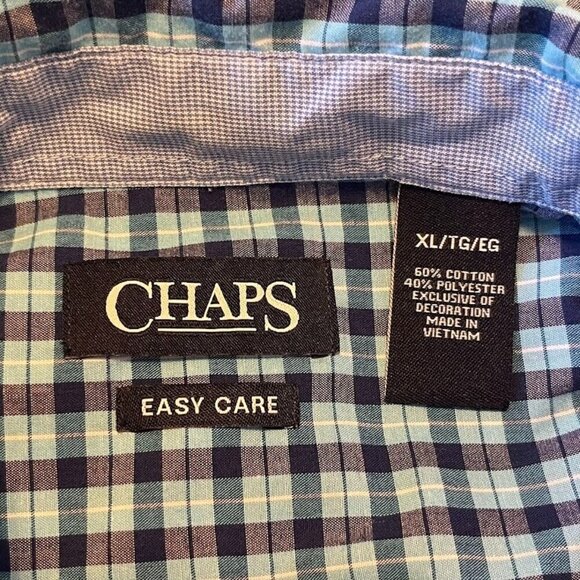 CHAPS
EASY CARE
XL/TG/EG
60% COTTON
40% POLYESTER
EXCLUSIVE OF
DECORATION
MADE IN
VIETNAM